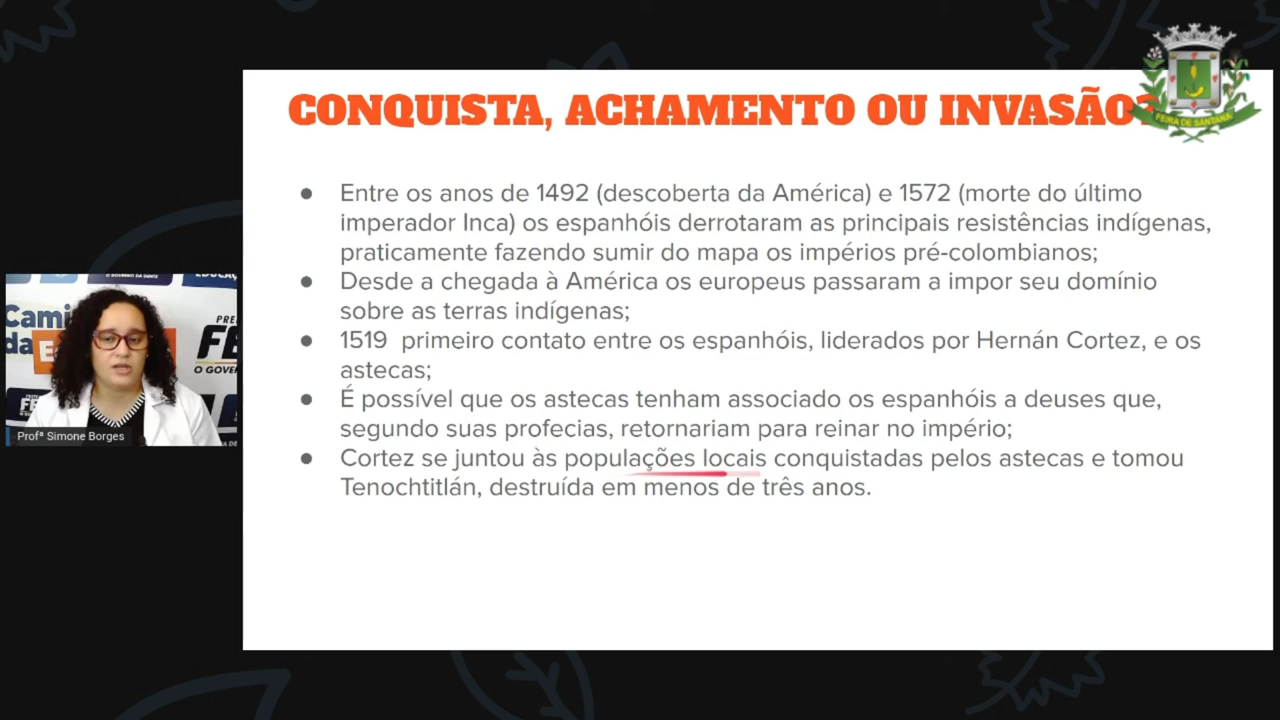 CONQUISTA, ACHAMENTO OU INVASÃO?
FEIRA DE SANTANA
● Entre os anos de 1492 (descoberta da América) e 1572 (morte do último
imperador Inca) os espanhóis derrotaram as principais resistências indígenas,
praticamente fazendo sumir do mapa os impérios pré-colombianos;
● Desde a chegada à América os europeus passaram a impor seu domínio
sobre as terras indígenas;
● 1519 primeiro contato entre os espanhóis, liderados por Hernán Cortez, e os
astecas;
● É possível que os astecas tenham associado os espanhóis a deuses que,
segundo suas profecias, retornariam para reinar no império;
● Cortez se juntou às populações locais conquistadas pelos astecas e tomou
Tenochtitlán, destruída em menos de três anos.
Cami
da E
PRE
FE
O GOVER
Profª Simone Borges